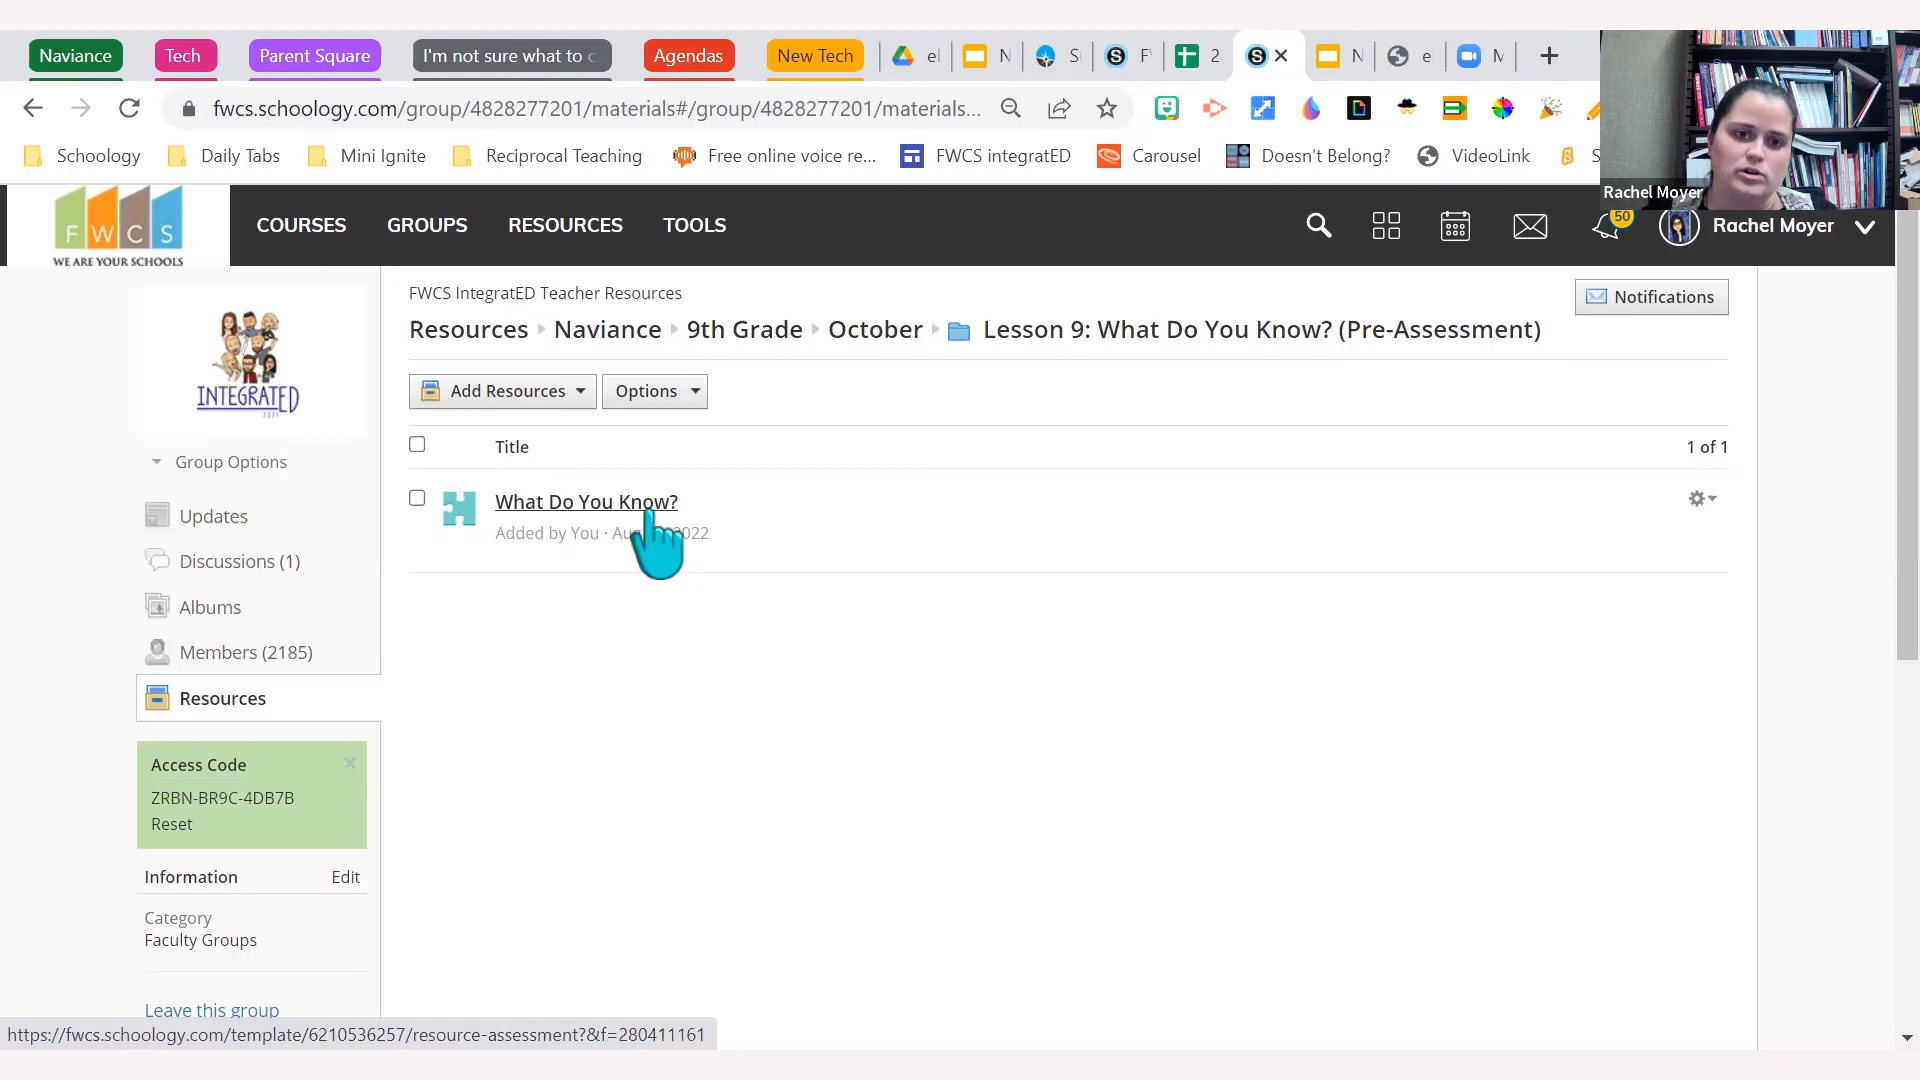 Naviance Tech Parent Square I'm not sure what to c Agendas New Tech el N S F 2 N e M
fwcs.schoology.com/group/4828277201/materials#/group/4828277201/materials...
Schoology Daily Tabs Mini Ignite Reciprocal Teaching Free online voice re... FWCS integratED Carousel Doesn't Belong? VideoLink S
Rachel Moyer
FWCS
WE ARE YOUR SCHOOLS
COURSES GROUPS RESOURCES TOOLS 50 Rachel Moyer
INTEGRATED
FWCS IntegratED Teacher Resources
Notifications
Resources Naviance 9th Grade October Lesson 9: What Do You Know? (Pre-Assessment)
Add Resources Options
Title 1 of 1
What Do You Know?
Added by You · Au 022
Group Options
Updates
Discussions (1)
Albums
Members (2185)
Resources
Access Code
ZRBN-BR9C-4DB7B
Reset
Information Edit
Category
Faculty Groups
Leave this group
https://fwcs.schoology.com/template/6210536257/resource-assessment?&f=280411161